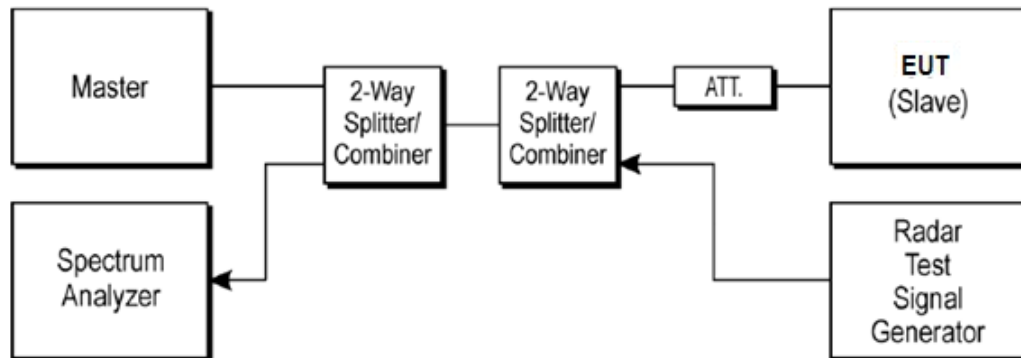 Master
2-Way
Splitter/
Combiner
2-Way
Splitter/
Combiner
ATT.
EUT
(Slave)
Spectrum
Analyzer
Radar
Test
Signal
Generator